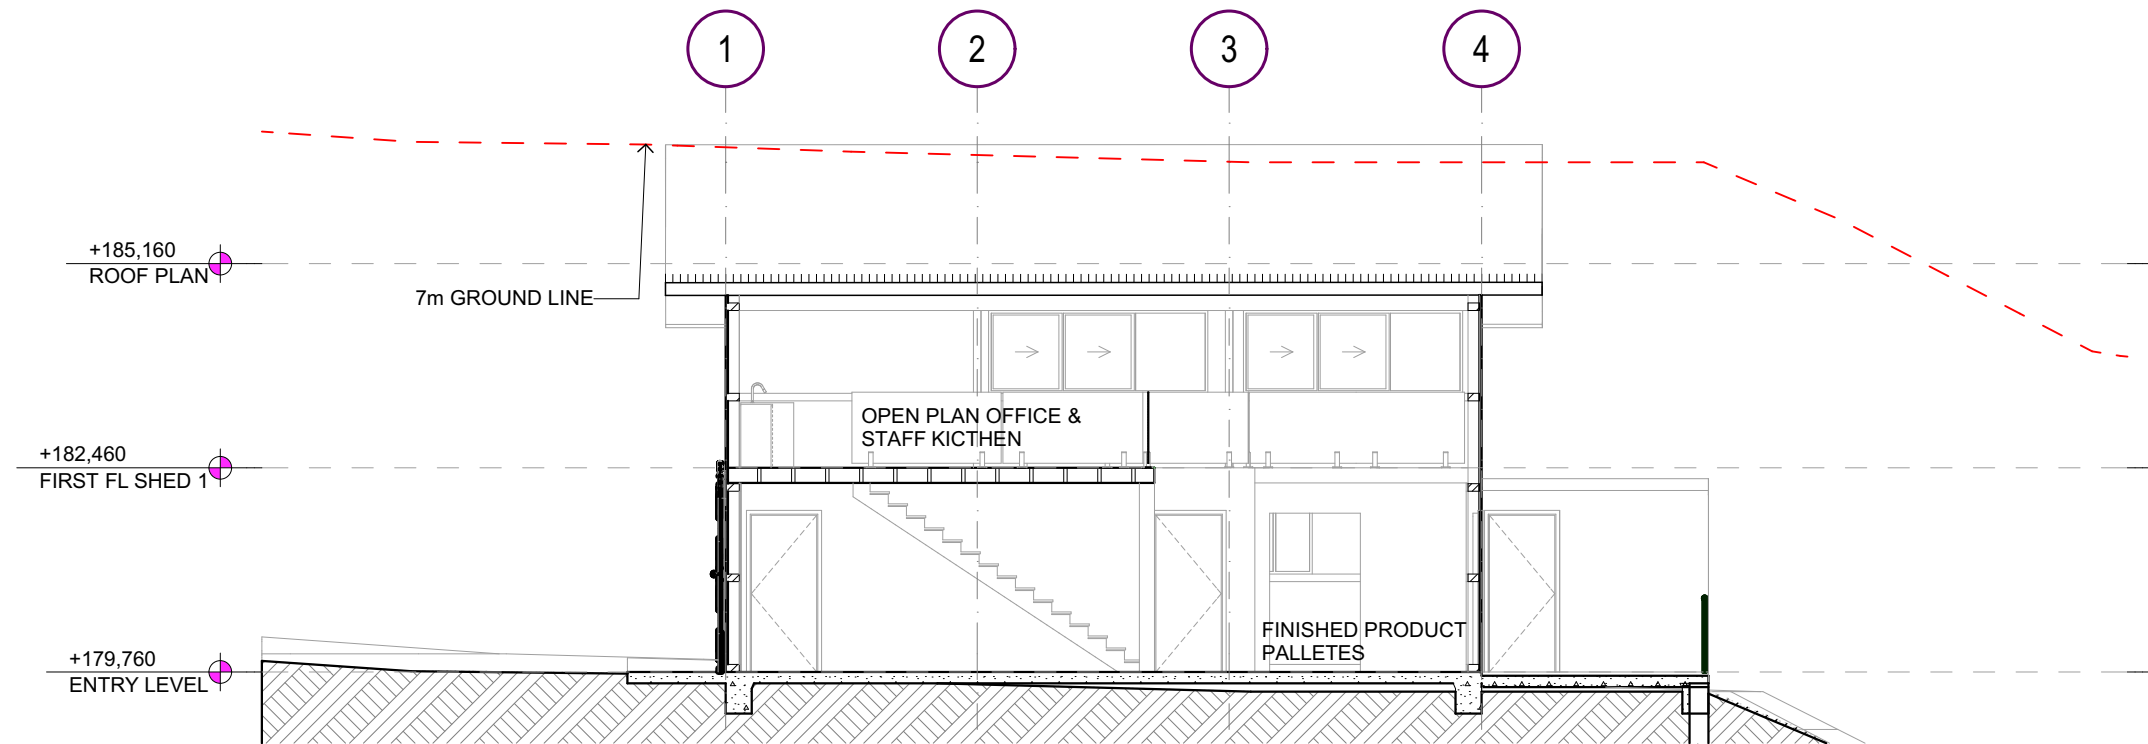 1 2 3 4
+185,160
ROOF PLAN
7m GROUND LINE
OPEN PLAN OFFICE &
STAFF KICTHEN
+182,460
FIRST FL SHED 1
FINISHED PRODUCT
PALLETES
+179,760
ENTRY LEVEL